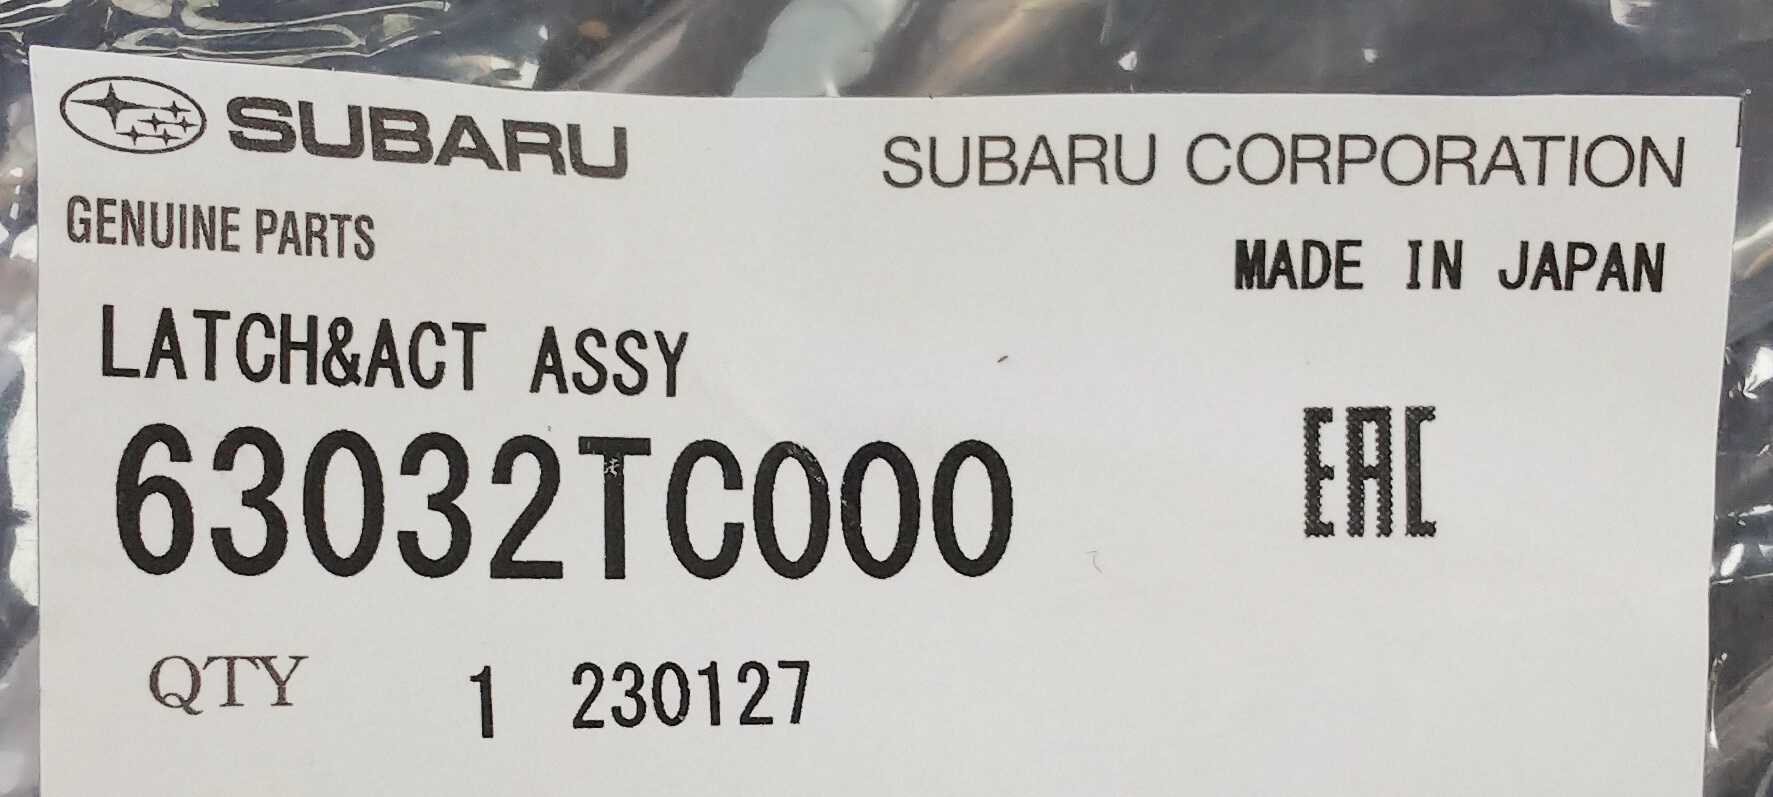 SUBARU
SUBARU CORPORATION
GENUINE PARTS
MADE IN JAPAN
LATCH&ACT ASSY
63032TC000
EAC
QTY 1 230127